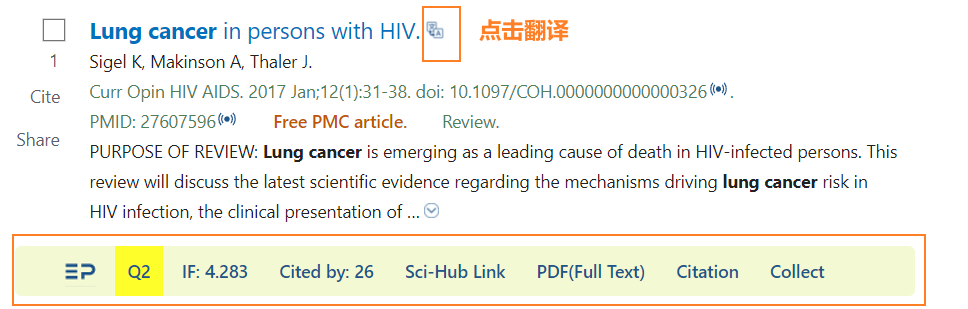 Lung cancer in persons with HIV. 点击翻译
1 Sigel K, Makinson A, Thaler J.
Cite Curr Opin HIV AIDS. 2017 Jan;12(1):31-38. doi: 10.1097/COH.0000000000000326 .
PMID: 27607596 Free PMC article. Review.
Share
PURPOSE OF REVIEW: Lung cancer is emerging as a leading cause of death in HIV-infected persons. This
review will discuss the latest scientific evidence regarding the mechanisms driving lung cancer risk in
HIV infection, the clinical presentation of ...
EP Q2 IF: 4.283 Cited by: 26 Sci-Hub Link PDF(Full Text) Citation Collect